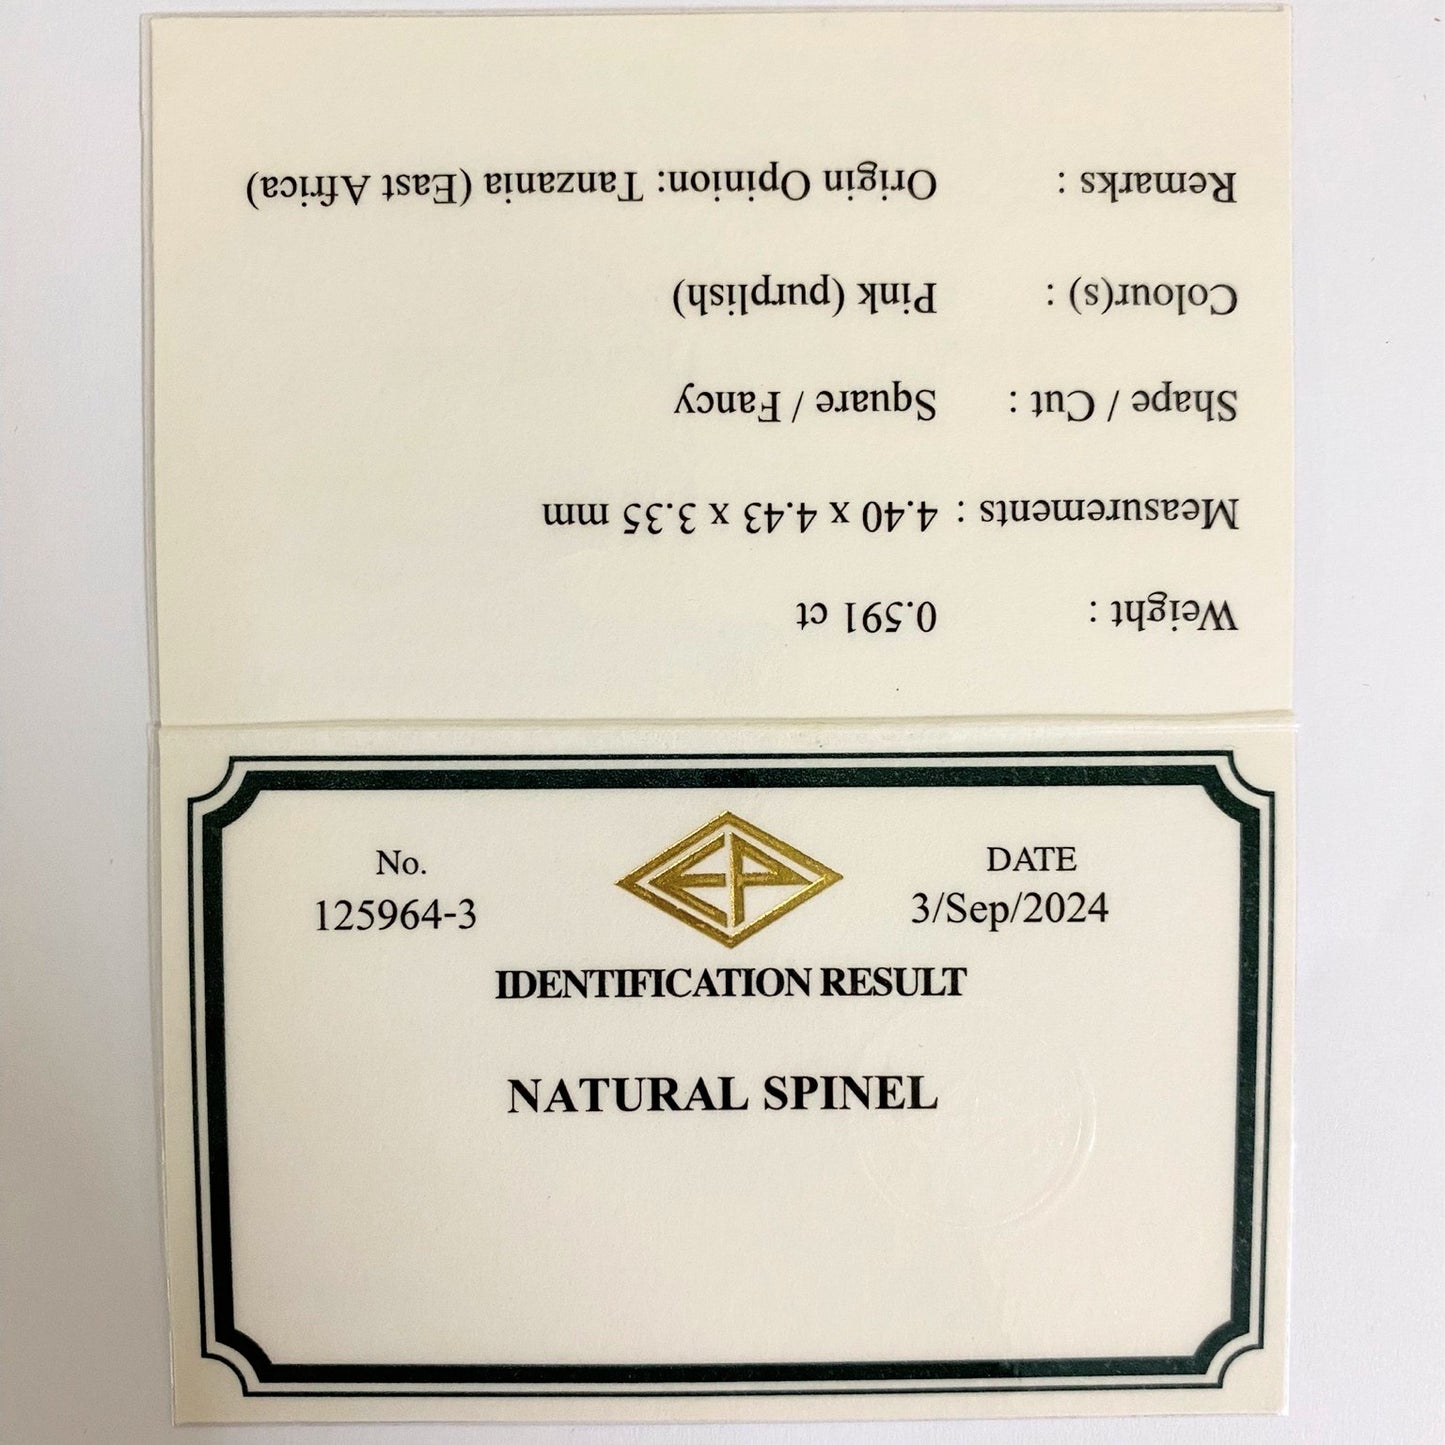 Weight : 0.591 ct
Measurements : 4.40 x 4.43 x 3.35 mm
Shape / Cut : Square / Fancy
Colour(s) : Pink (purplish)
Remarks : Origin Opinion: Tanzania (East Africa)
EP
No. DATE
125964-3 3/Sep/2024
IDENTIFICATION RESULT
NATURAL SPINEL